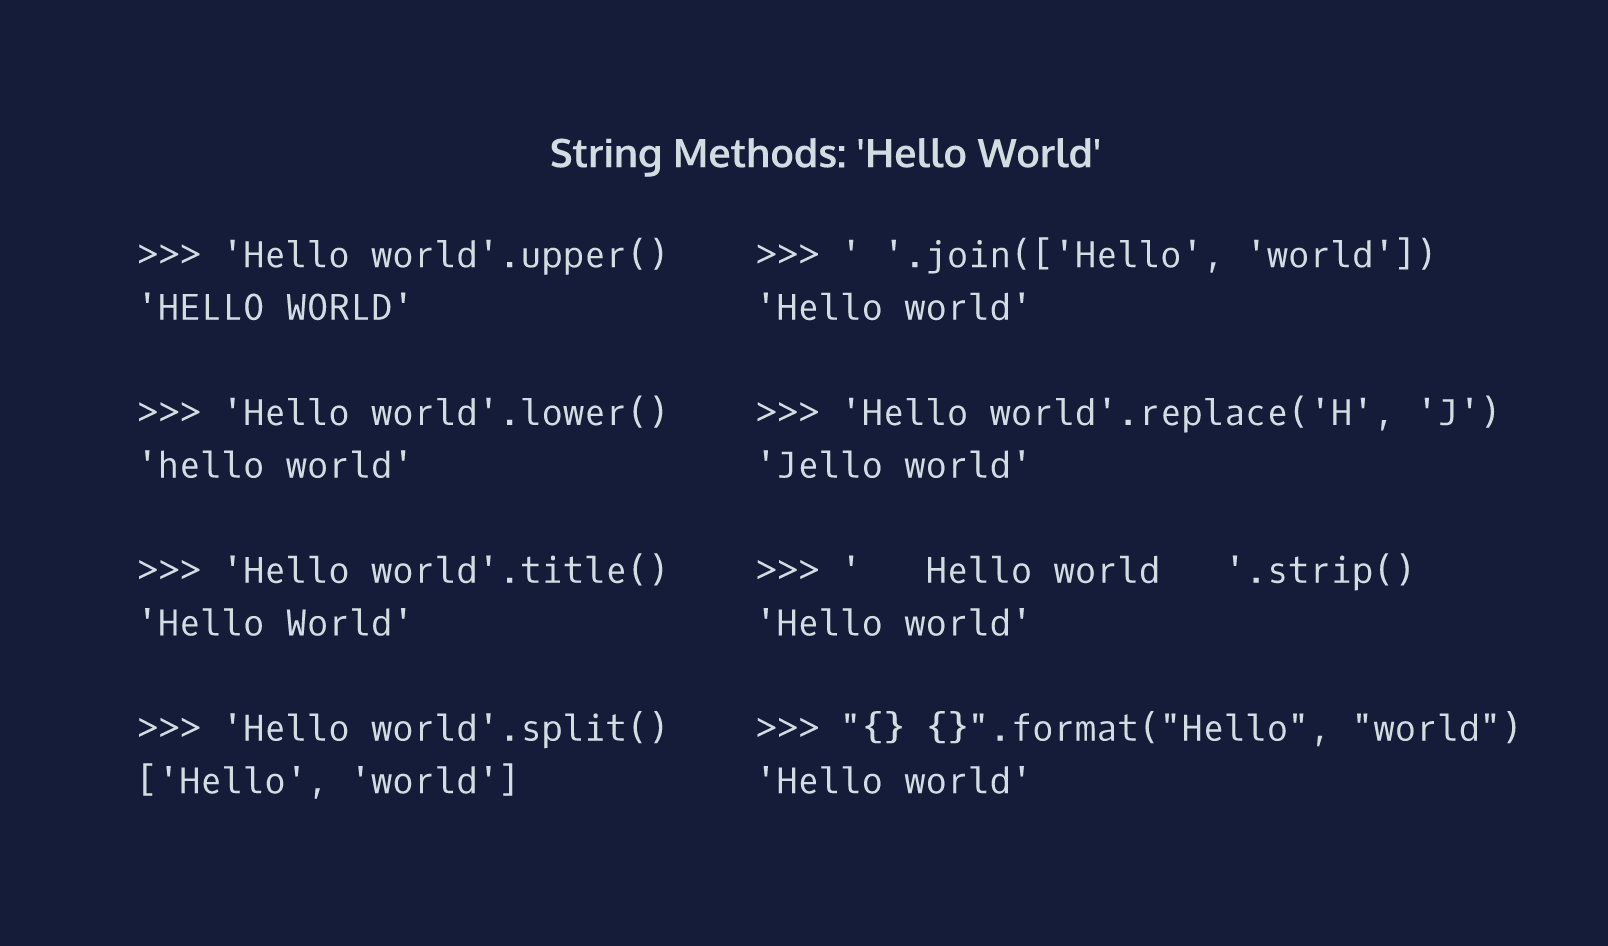 String Methods: 'Hello World'
>>> 'Hello world'.upper()
'HELLO WORLD'
>>> 'Hello world'.lower()
'hello world'
>>> 'Hello world'.title()
'Hello World'
>>> 'Hello world'.split()
['Hello', 'world']
>>> ' '.join(['Hello', 'world'])
'Hello world'
>>> 'Hello world'.replace('H', 'J')
'Jello world'
>>> '   Hello world   '.strip()
'Hello world'
>>> "{} {}".format("Hello", "world")
'Hello world'